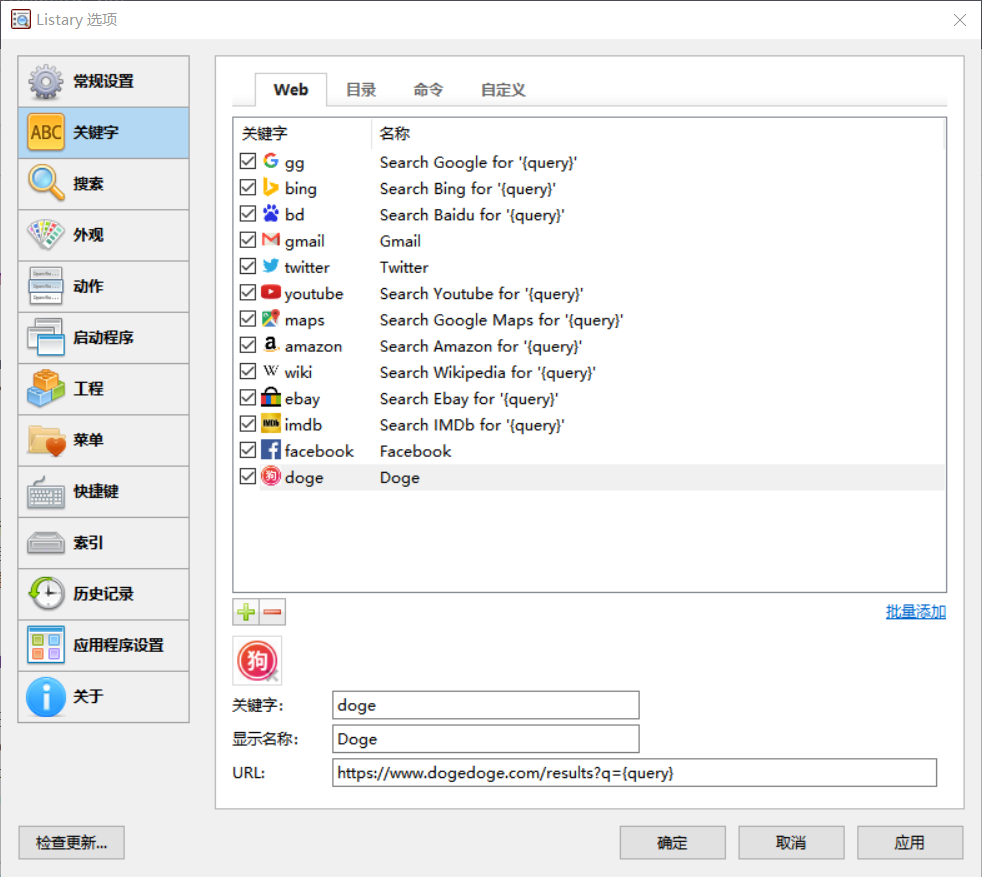 Listary 选项
常规设置
ABC 关键字
搜索
外观
动作
启动程序
工程
菜单
快捷键
索引
历史记录
应用程序设置
关于
Web 目录 命令 自定义
关键字 名称
gg Search Google for '{query}'
bing Search Bing for '{query}'
bd Search Baidu for '{query}'
gmail Gmail
twitter Twitter
youtube Search Youtube for '{query}'
maps Search Google Maps for '{query}'
a amazon Search Amazon for '{query}'
W wiki Search Wikipedia for '{query}'
ebay Search Ebay for '{query}'
IMDb imdb Search IMDb for '{query}'
facebook Facebook
狗 doge Doge
批量添加
狗
关键字: doge
显示名称: Doge
URL: https://www.dogedoge.com/results?q={query}
检查更新... 确定 取消 应用